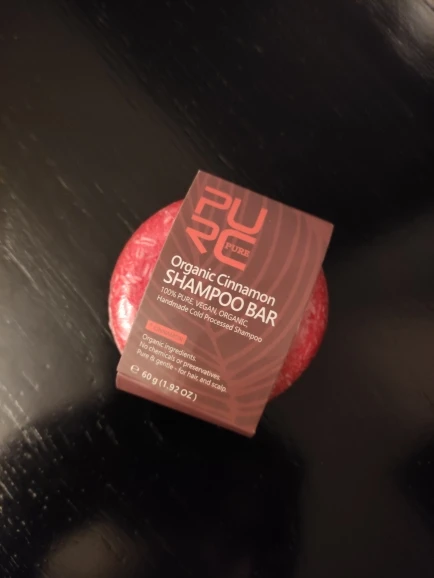 PURC
PURE
Organic Cinnamon
SHAMPOO BAR
100% PURE, VEGAN, ORGANIC,
Handmade Cold Processed Shampoo
Organic ingredients.
No chemicals or preservatives
Pure & gentle - for hair, and scalp.
℮ 60 g (1,92 OZ)